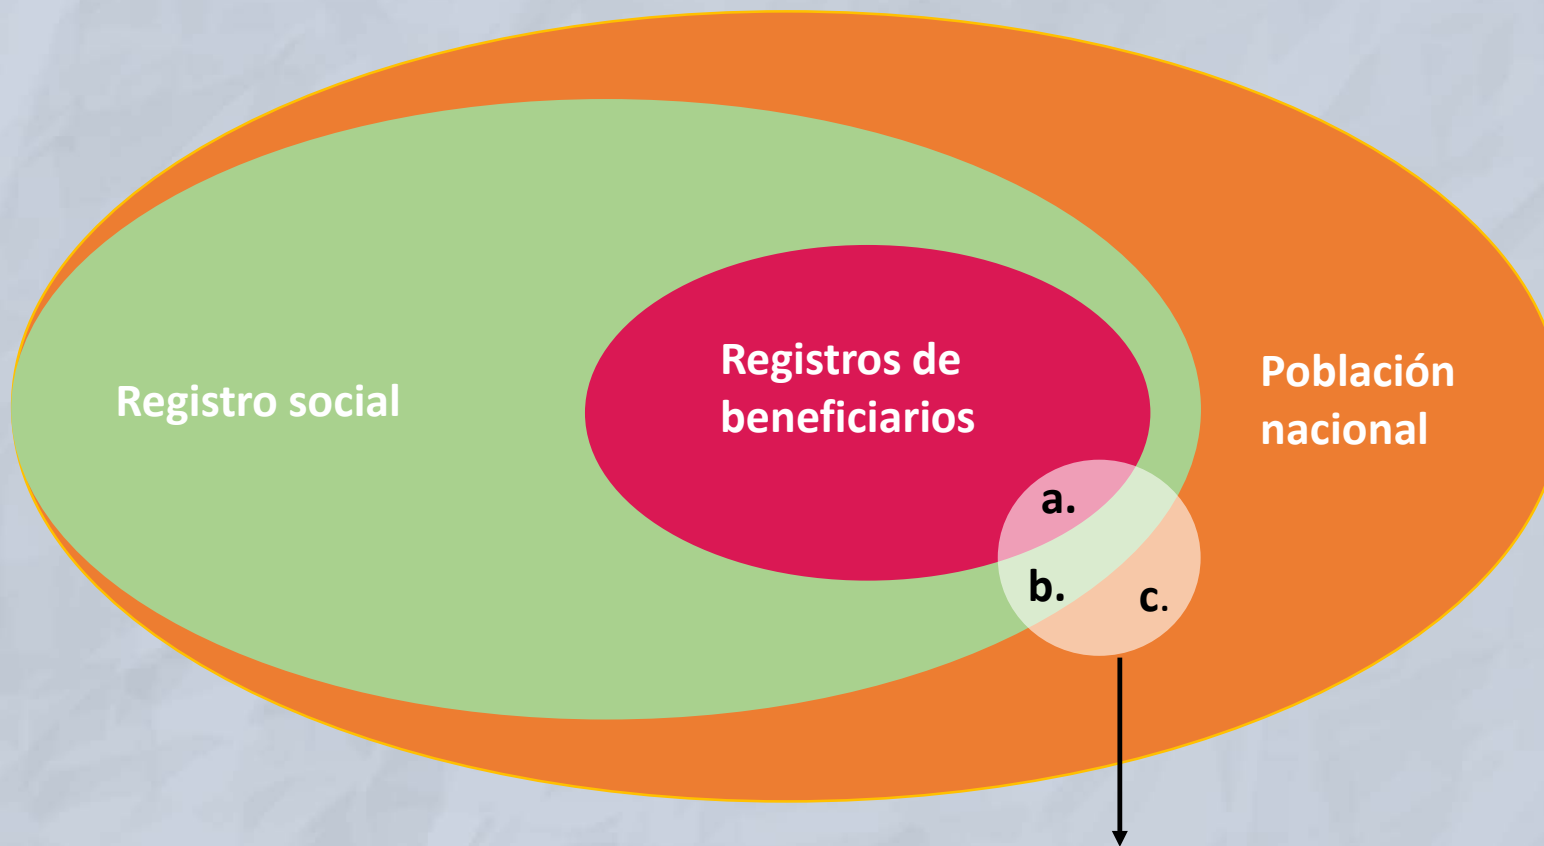 Registro social
Registros de
beneficiarios
Población
nacional
a.
b.
c.